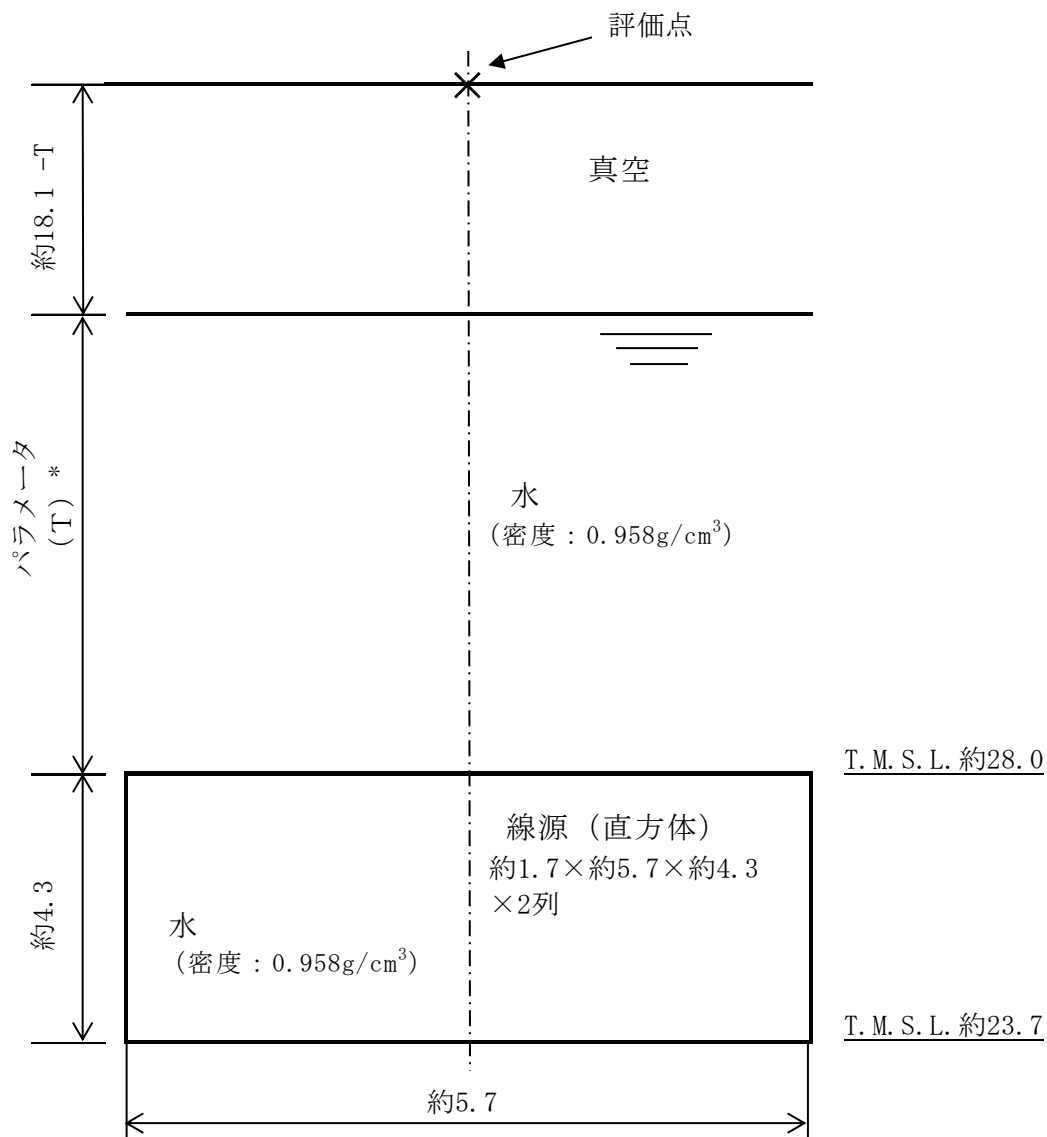 評価点
約18.1 -T
真空
パラメータ
(T) *
水
(密度：0.958g/cm³)
T.M.S.L.約28.0
線源 (直方体)
約1.7×約5.7×約4.3
×2列
約4.3
水
(密度：0.958g/cm³)
T.M.S.L.約23.7
約5.7